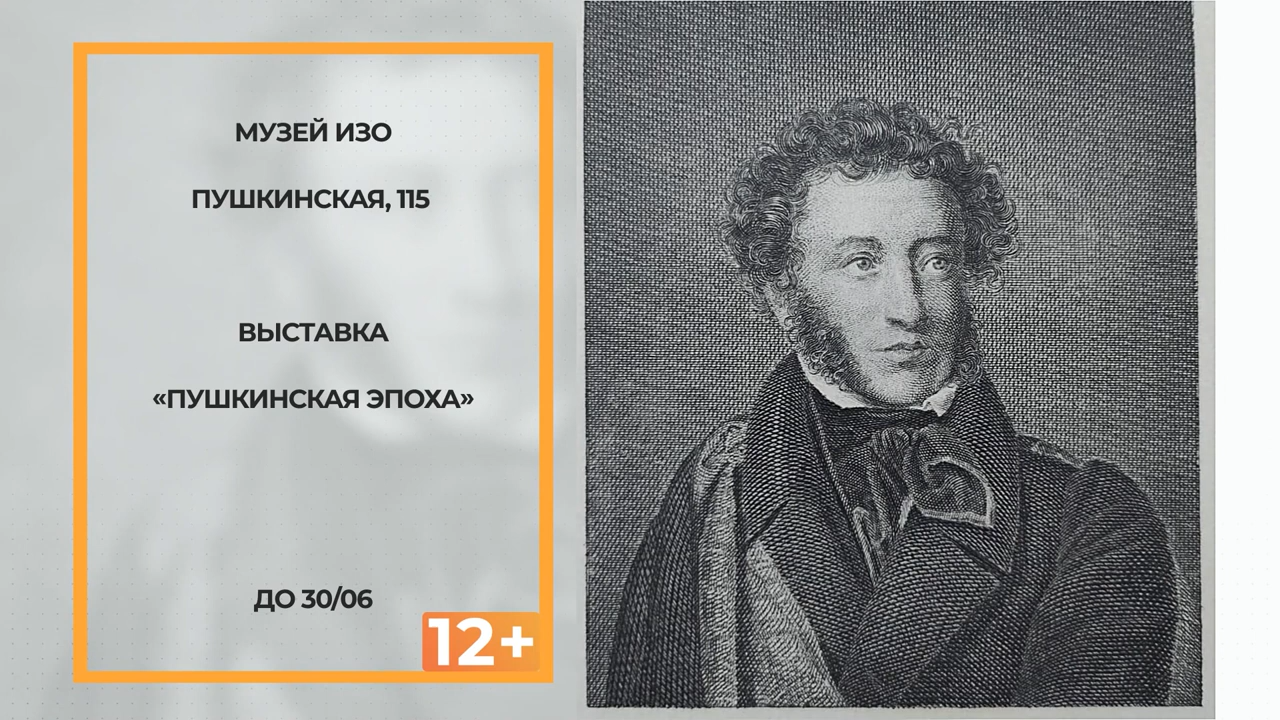 МУЗЕЙ ИЗО
ПУШКИНСКАЯ, 115
ВЫСТАВКА
«ПУШКИНСКАЯ ЭПОХА»
ДО 30/06
12+